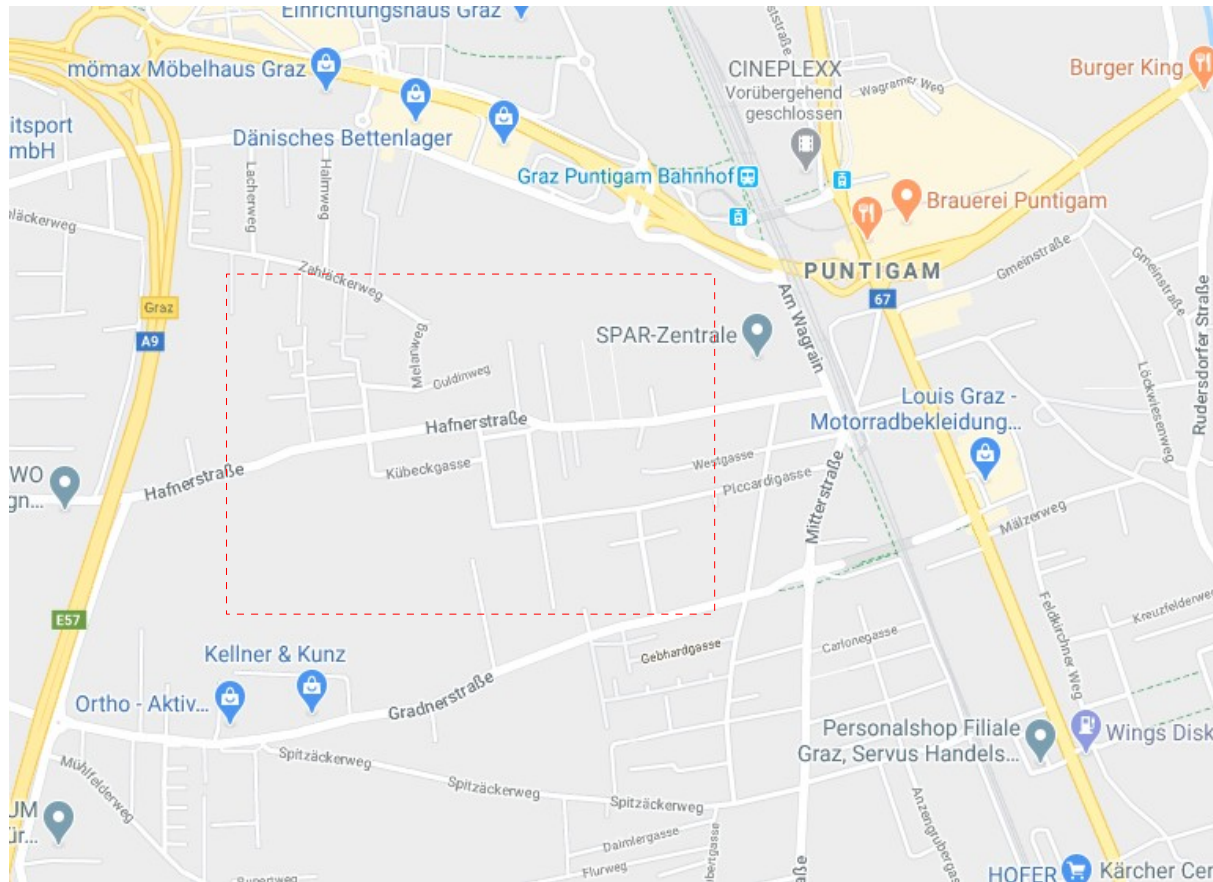 Einrichtungshaus Graz
mömax Möbelhaus Graz
CINEPLEXX
Vorübergehend
geschlossen
Burger King
Wagramer Weg
itsport
mbH
Dänisches Bettenlager
Lacherweg
Halmweg
Graz Puntigam Bahnhof
Brauerei Puntigam
Zahläckerweg
PUNTIGAM
Gmeinstraße
Gmeinstraße
Rudersdorfer Straße
Graz
A9
67
Am Wagrain
SPAR-Zentrale
Melanweg
Guldinweg
Löckwiesenweg
Louis Graz -
Motorradbekleidung...
Hafnerstraße
Hafnerstraße
Kübeckgasse
Westgasse
Piccardigasse
Mitterstraße
WO
gn...
Mälzerweg
E57
Feldkirchner Weg
Kreuzfelderweg
Gebhardgasse
Carlonegasse
Kellner & Kunz
Ortho - Aktiv...
Gradnerstraße
Personalshop Filiale
Graz, Servus Handels...
Wings Disk
Spitzäckerweg
Spitzäckerweg
Spitzäckerweg
Mühlfelderweg
UM
ür...
Daimlergasse
Flurweg
Anzengrubergass
HOFER
Kärcher Cer